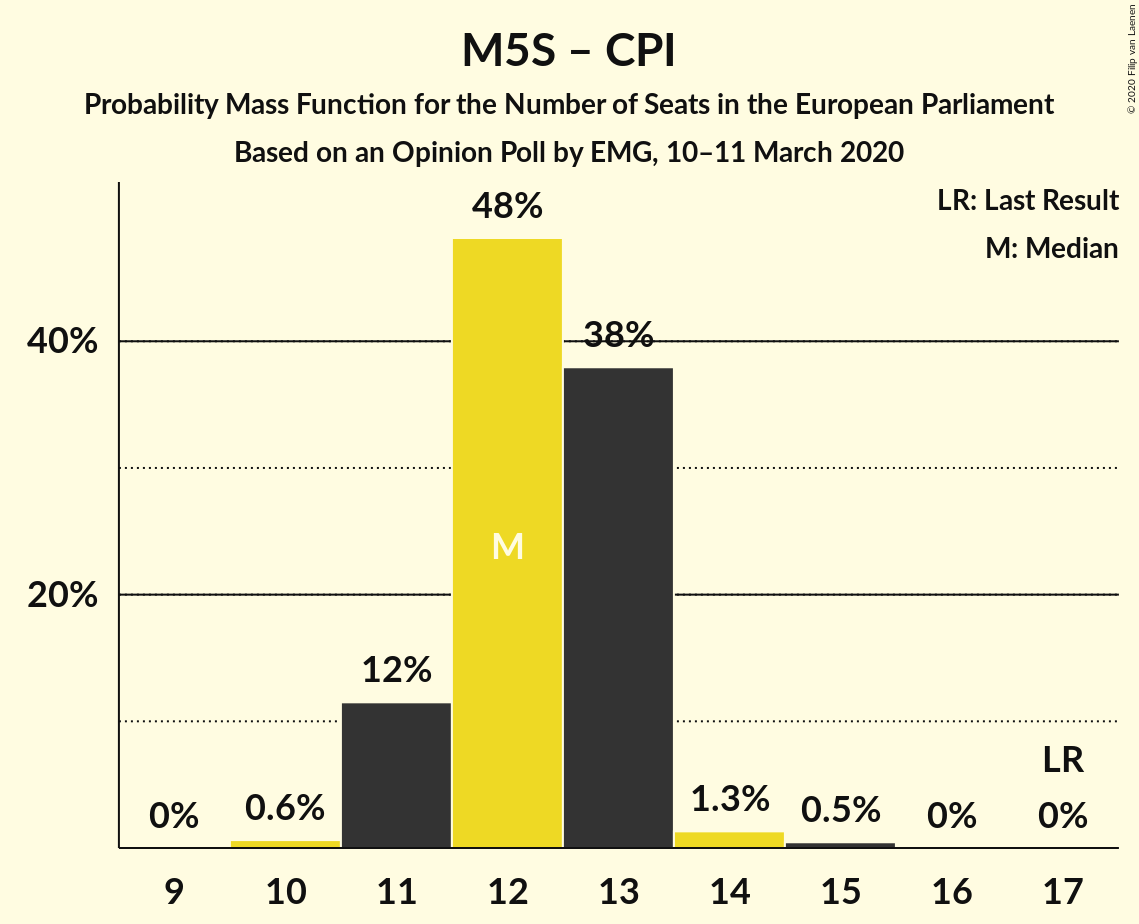 M5S – CPI
Probability Mass Function for the Number of Seats in the European Parliament
Based on an Opinion Poll by EMG, 10–11 March 2020
© 2020 Filip van Laenen
LR: Last Result
M: Median
48%
38%
40%
M
20%
12%
LR
0%
0.6%
1.3%
0.5%
0%
0%
9 10 11 12 13 14 15 16 17